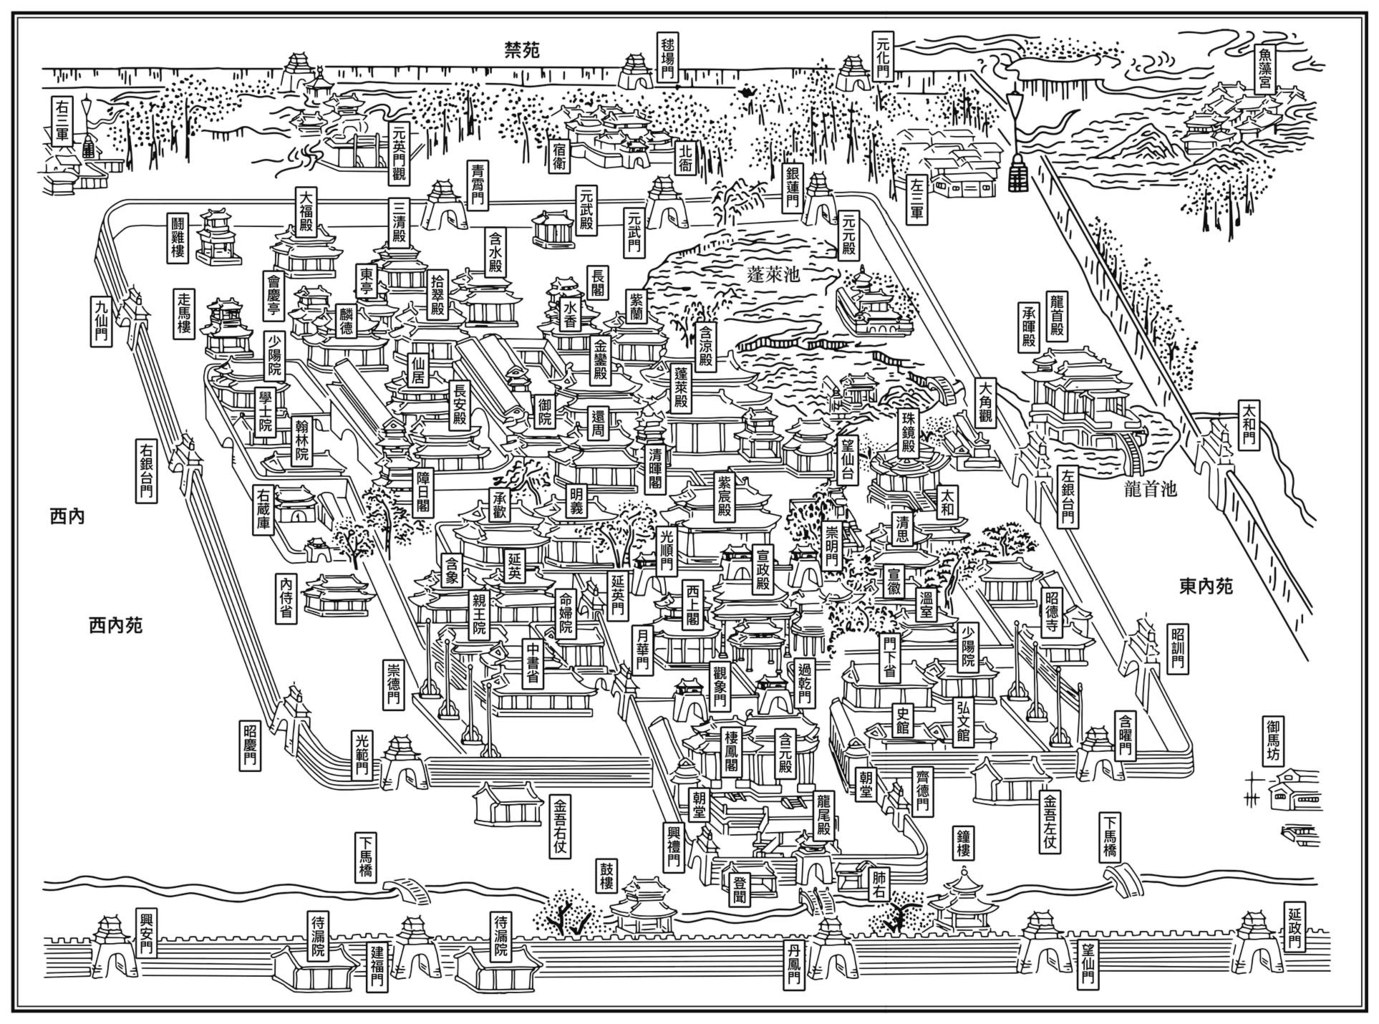 禁苑
毬場門
元化門
魚藻宮
右三軍
元英門觀
宿衛
北衙
左三軍
青霄門
銀蓮門
大福殿
三清殿
元武殿
元武門
元元殿
鬪雞樓
含水殿
蓬萊池
九仙門
走馬樓
會慶亭
東亭
拾翠殿
長閣
水香
紫蘭
龍首殿
承暉殿
麟德
少陽院
含涼殿
金鑾殿
蓬萊殿
仙居
長安殿
御院
還周
大角觀
珠鏡殿
太和門
學士院
翰林院
右銀台門
清暉閣
望仙台
龍首池
左銀台門
障日閣
右蔵庫
承歡
明義
紫宸殿
太和
清思
西內
光順門
宣政殿
崇明門
含象
延英
延英門
宣徽
內侍省
西上閣
溫室
昭德寺
東內苑
親王院
命婦院
西內苑
月華門
少陽院
門下省
昭訓門
中書省
崇德門
觀象門
過乾門
史館
弘文館
含曜門
昭慶門
光範門
棲鳳閣
含元殿
御馬坊
朝堂
齊德門
朝堂
龍尾殿
金吾右仗
金吾左仗
興禮門
鐘樓
下馬橋
下馬橋
鼓樓
登聞
肺右
興安門
待漏院
建福門
待漏院
丹鳳門
望仙門
延政門